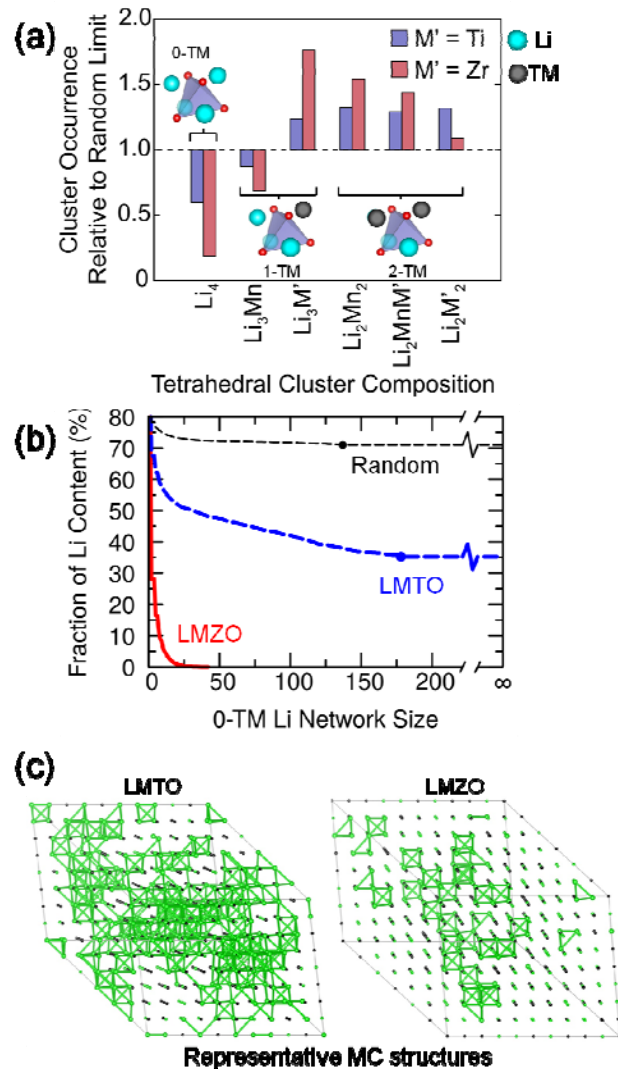 (a)
2.0
1.5
1.0
0.5
0
Cluster Occurrence
Relative to Random Limit
0-TM
M' = Ti
M' = Zr
Li
TM
1-TM
2-TM
Li₄
Li₃Mn
Li₃M'
Li₂Mn₂
Li₂MnM'
Li₂M'₂
Tetrahedral Cluster Composition
(b)
80
70
60
50
40
30
20
10
0
Fraction of Li Content (%)
Random
LMTO
LMZO
0 50 100 150 200 ∞
0-TM Li Network Size
(c)
LMTO LMZO
Representative MC structures